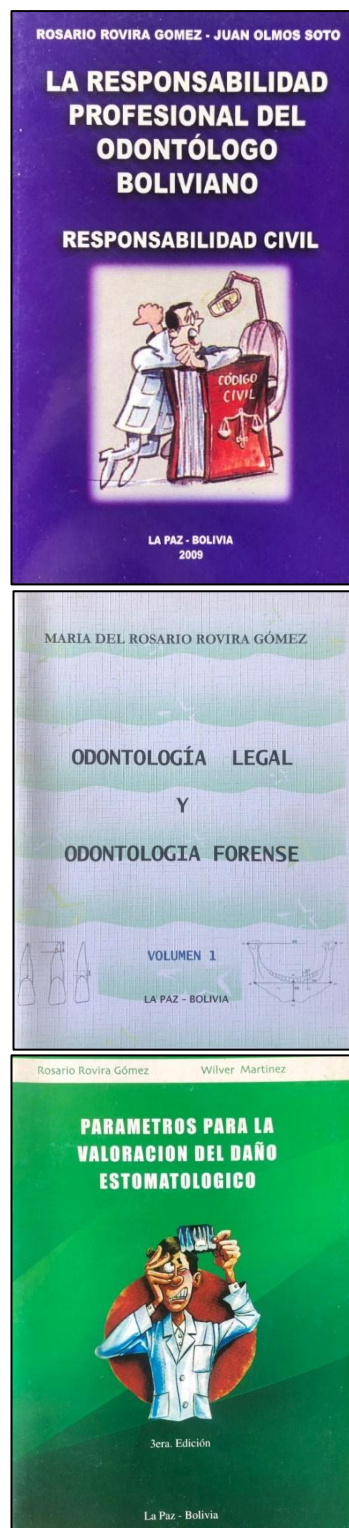 ROSARIO ROVIRA GOMEZ - JUAN OLMOS SOTO
LA RESPONSABILIDAD
PROFESIONAL DEL
ODONTÓLOGO
BOLIVIANO
RESPONSABILIDAD CIVIL
CÓDIGO
CIVIL
LA PAZ - BOLIVIA
2009
MARIA DEL ROSARIO ROVIRA GÓMEZ
ODONTOLOGÍA LEGAL
Y
ODONTOLOGIA FORENSE
VOLUMEN 1
LA PAZ - BOLIVIA
Rosario Rovira Gómez Wilver Martinez
PARAMETROS PARA LA
VALORACION DEL DAÑO
ESTOMATOLOGICO
3era. Edición
La Paz - Bolivia